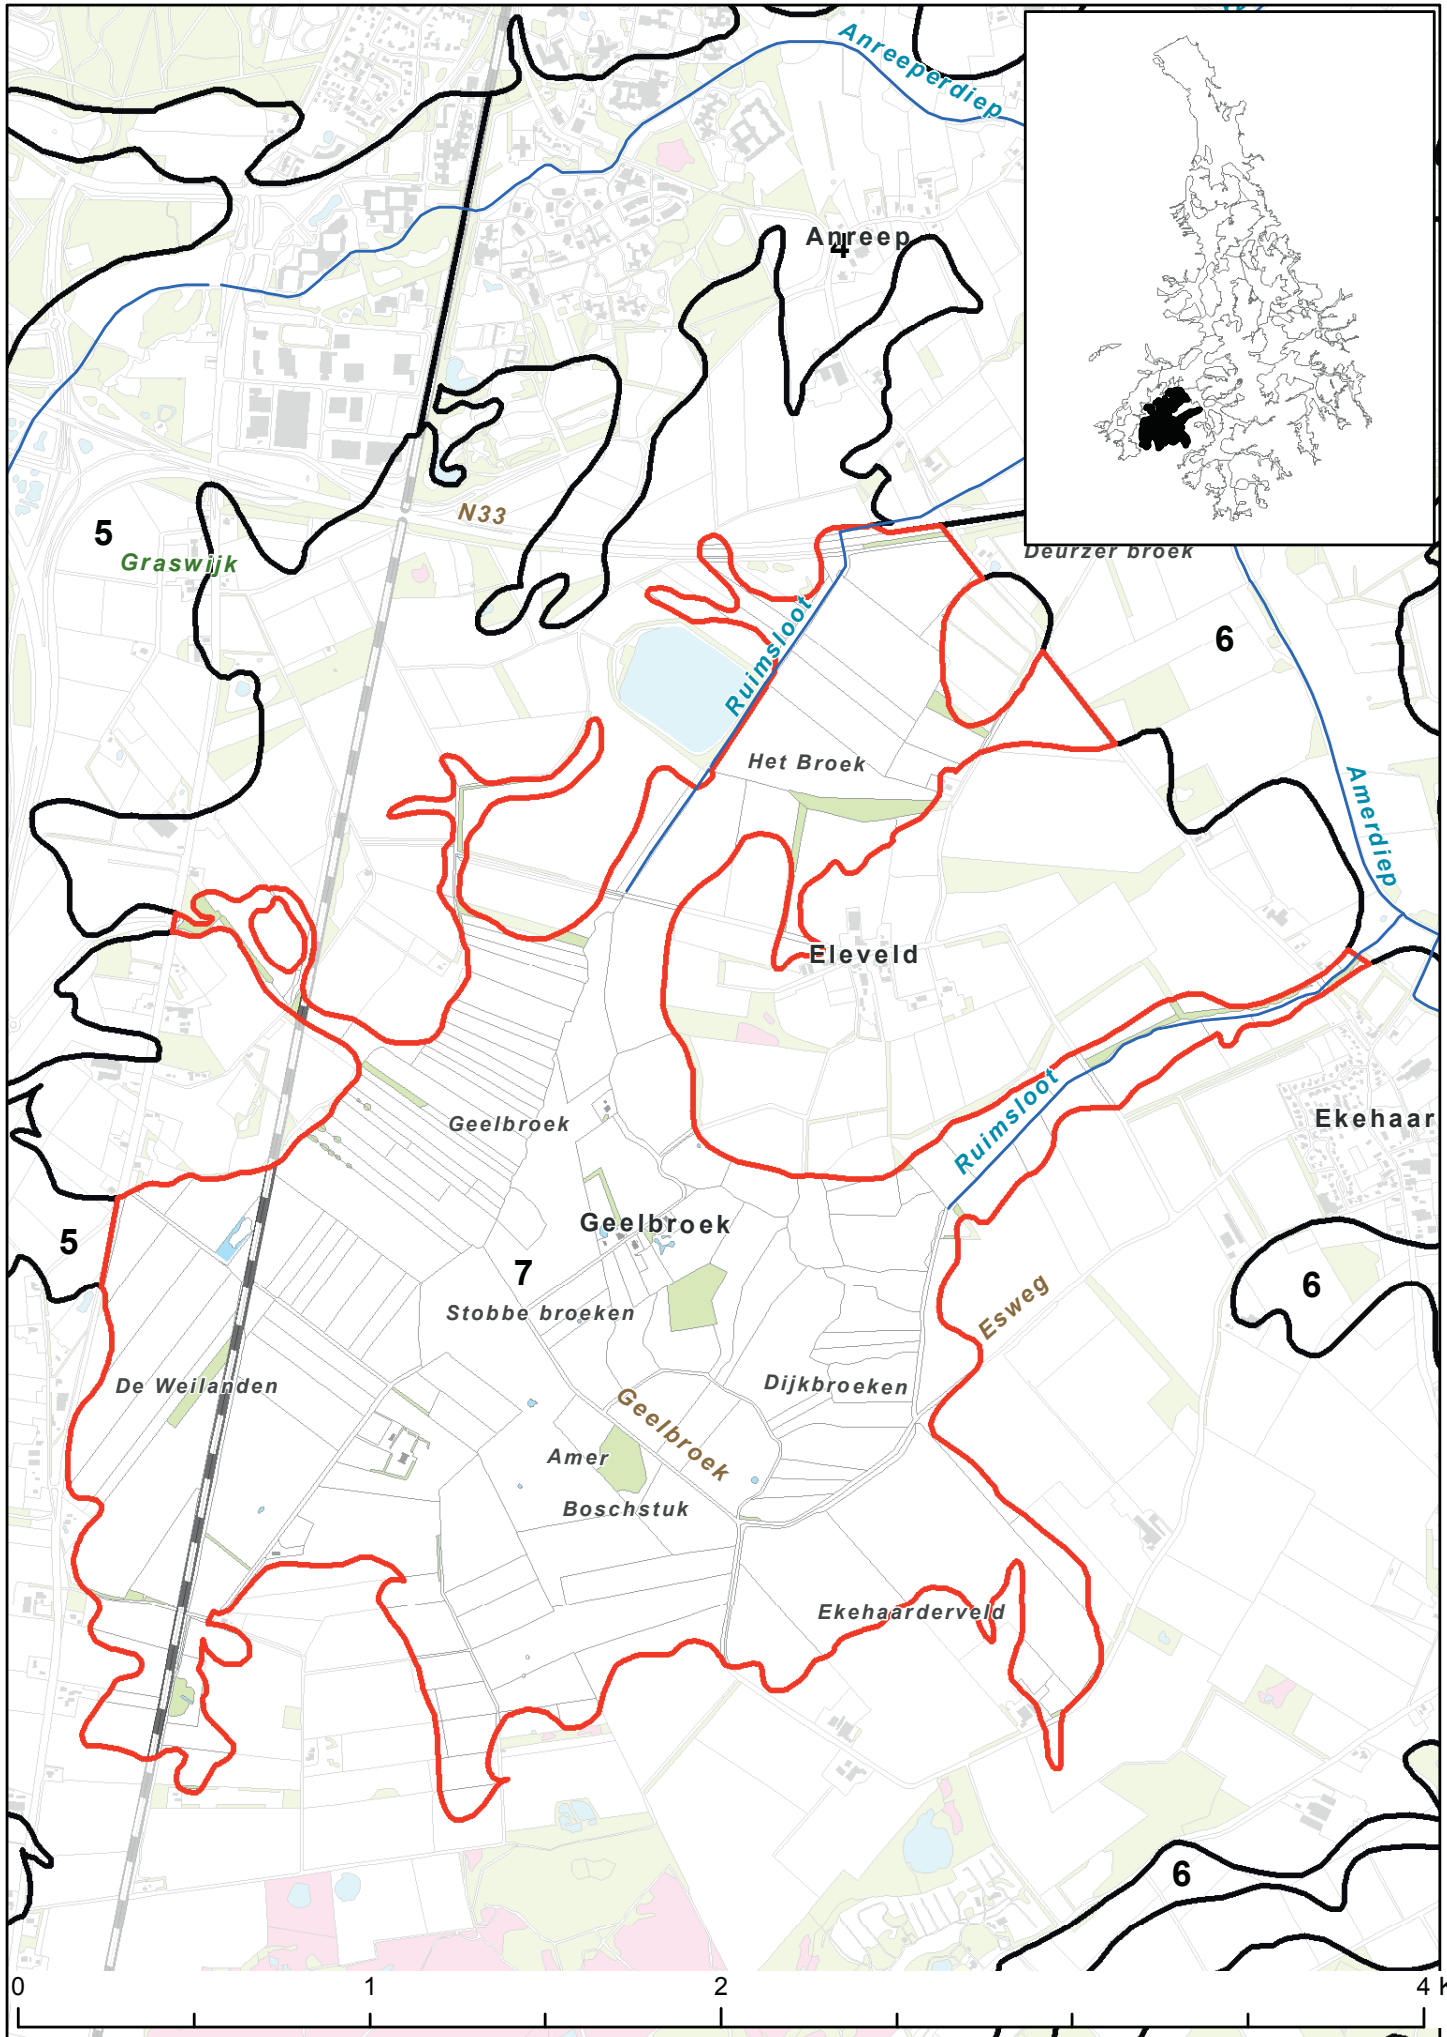 Anreeperdiep
Anreep
4
N33
5
Graswijk
Deurzer broek
Ruimsloot
6
Het Broek
Amerdiep
Eleveld
Ruimsloot
Geelbroek
Ekehaar
Geelbroek
5
7
6
Stobbe broeken
Esweg
De Weilanden
Dijkbroeken
Geelbroek
Amer
Boschstuk
Ekehaarderveld
6
0 1 2 4 K